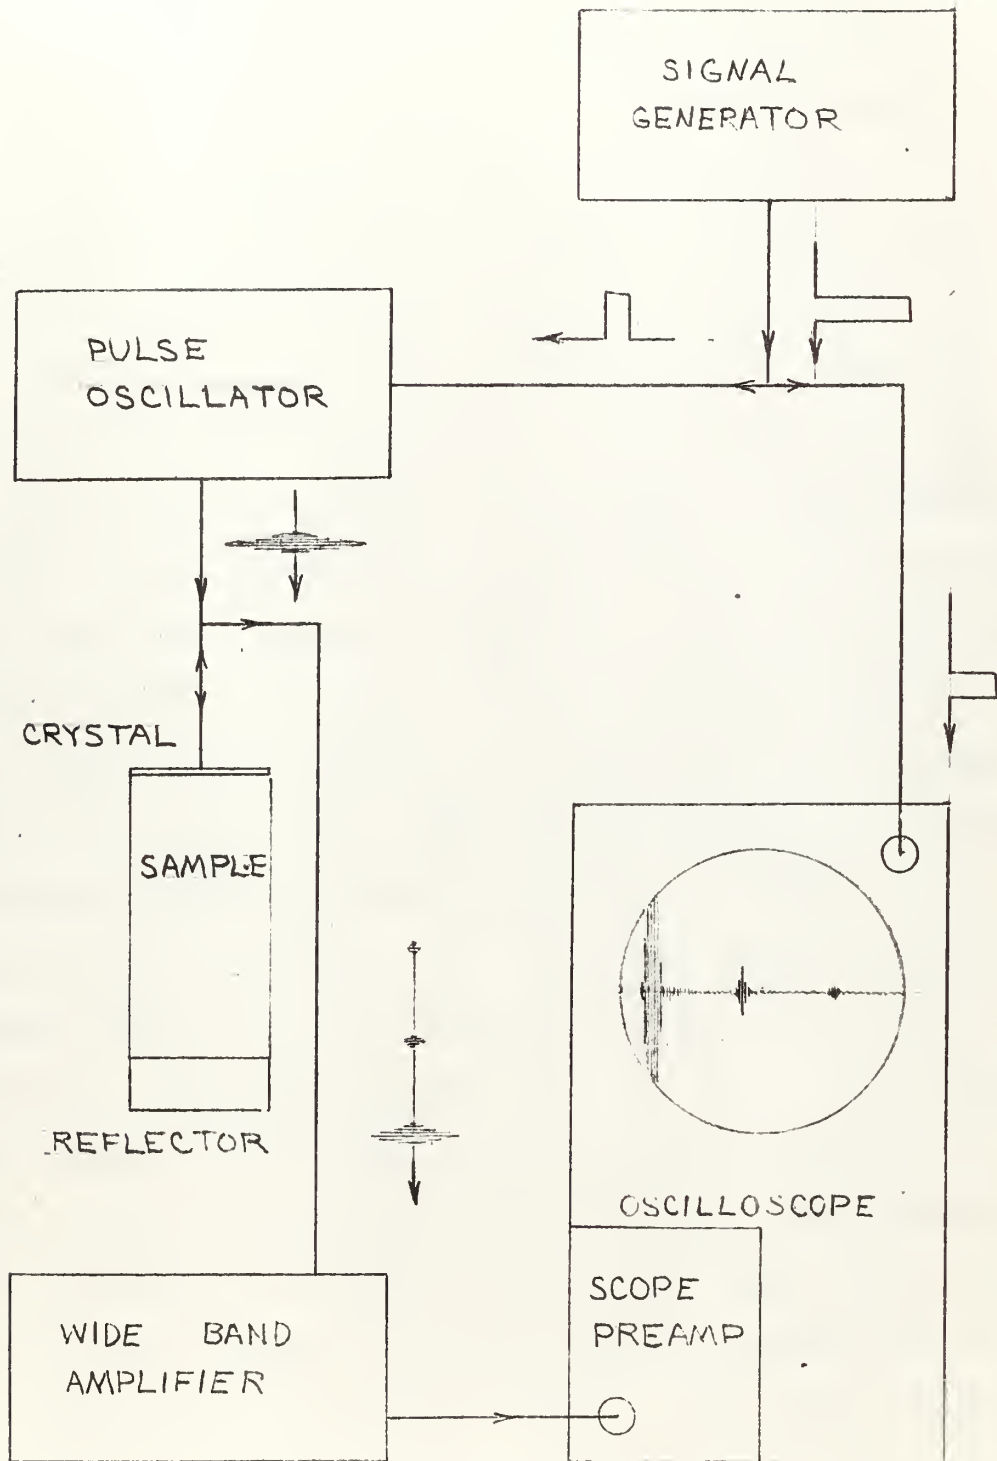 SIGNAL
GENERATOR
PULSE
OSCILLATOR
CRYSTAL
SAMPLE
REFLECTOR
OSCILLOSCOPE
SCOPE
PREAMP
WIDE BAND
AMPLIFIER